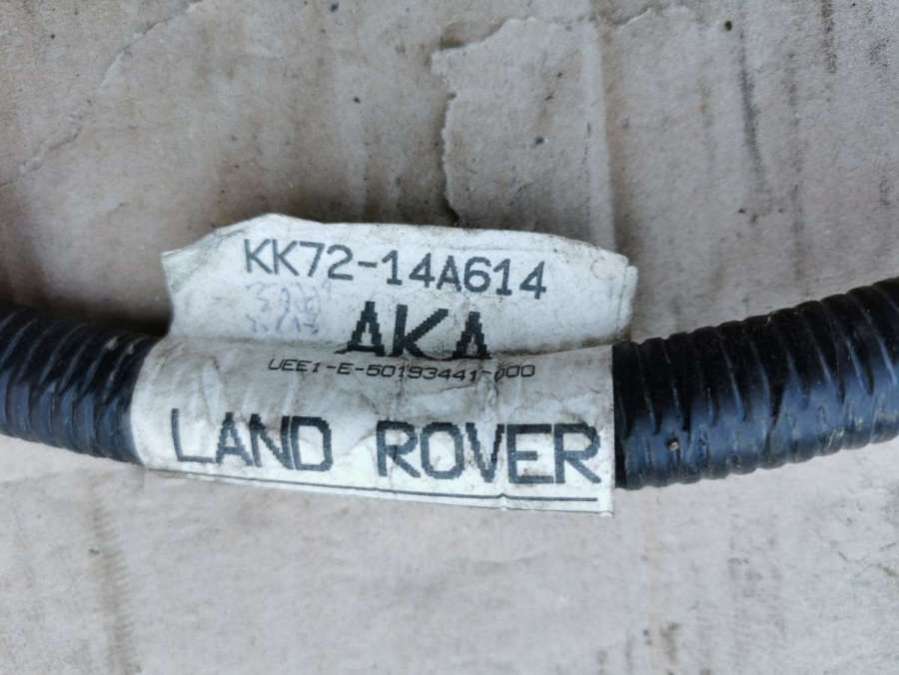 KK72-14A614
AKA
UEE1-E-50193441-000
LAND ROVER